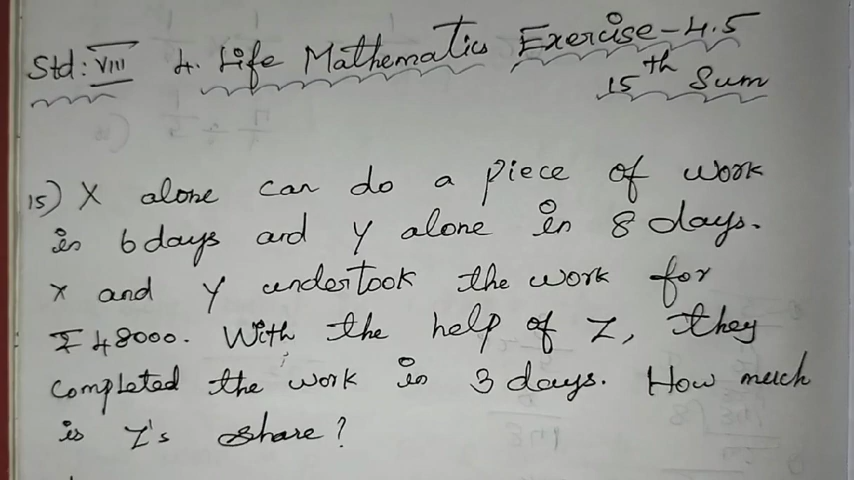 Std: VIII 4. Life Mathematics Exercise-4.5
15th Sum
15) X alone can do a piece of work
in 6 days and Y alone in 8 days.
X and Y undertook the work for
₹ 48000. With the help of Z, they
completed the work in 3 days. How much
is Z's share?